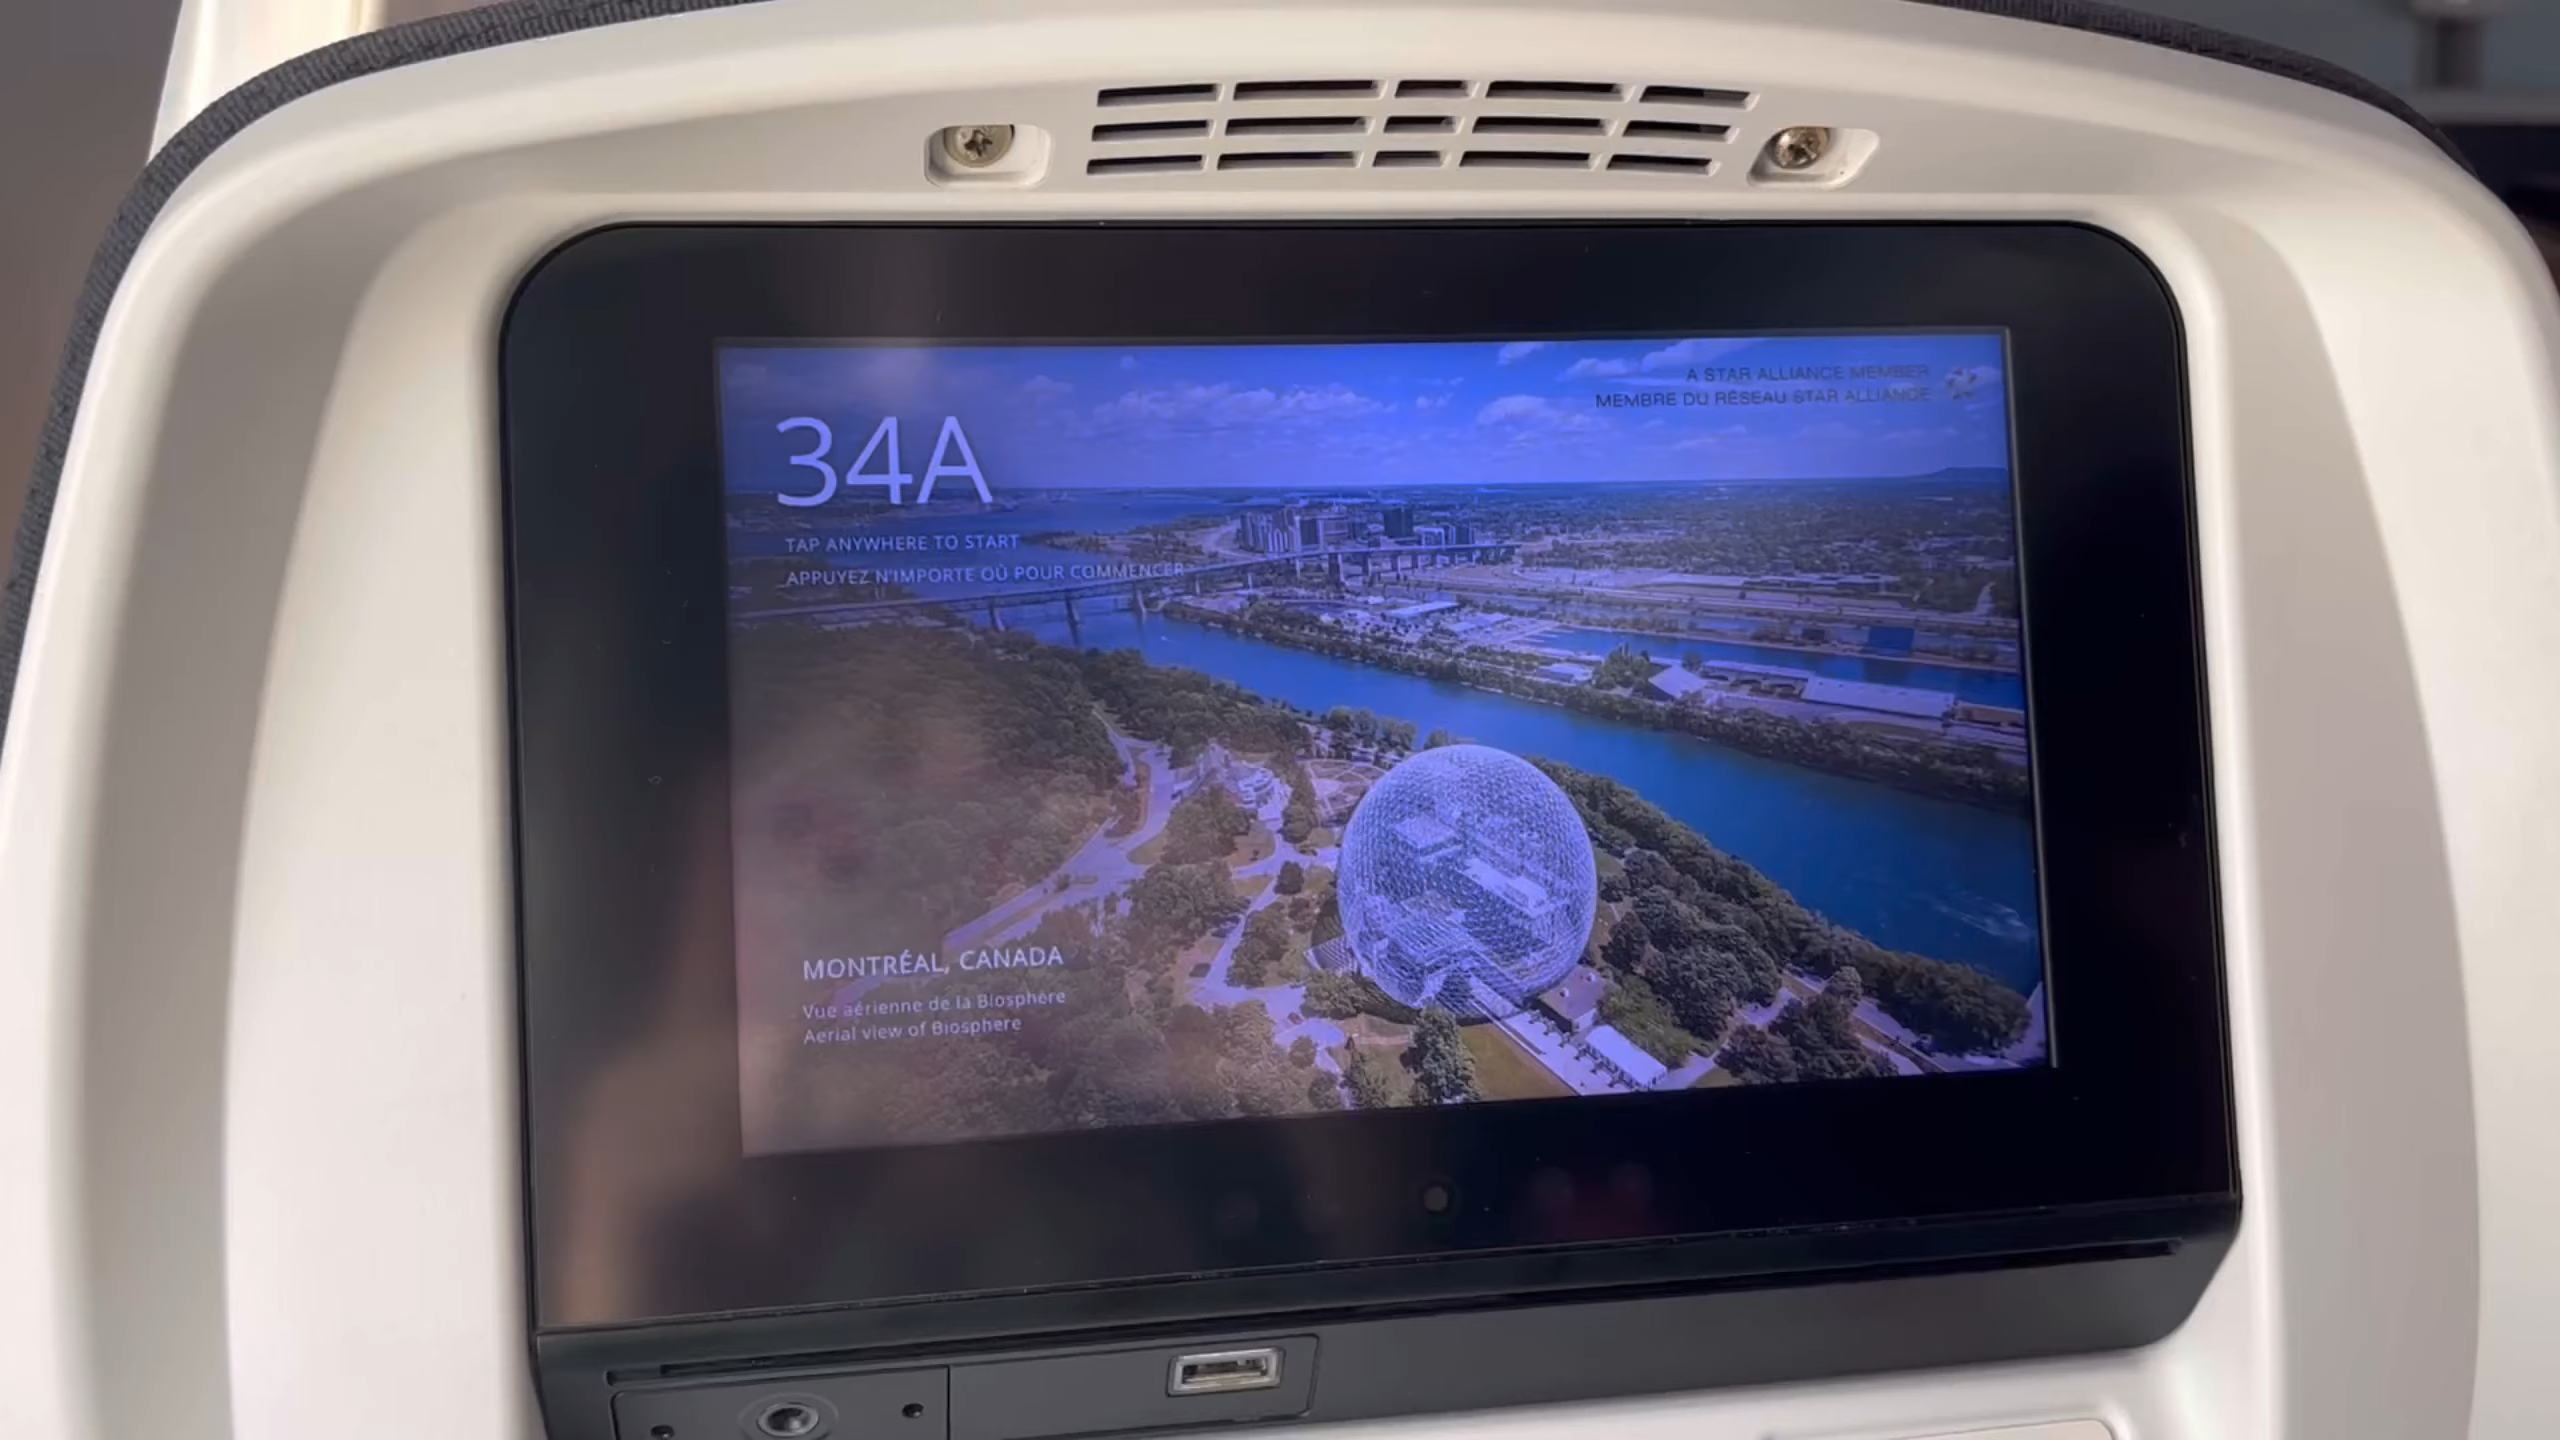 A STAR ALLIANCE MEMBER
MEMBRE DU RÉSEAU STAR ALLIANCE
34A
TAP ANYWHERE TO START
APPUYEZ N'IMPORTE OÙ POUR COMMENCER
MONTRÉAL, CANADA
Vue aérienne de la Biosphère
Aerial view of Biosphere